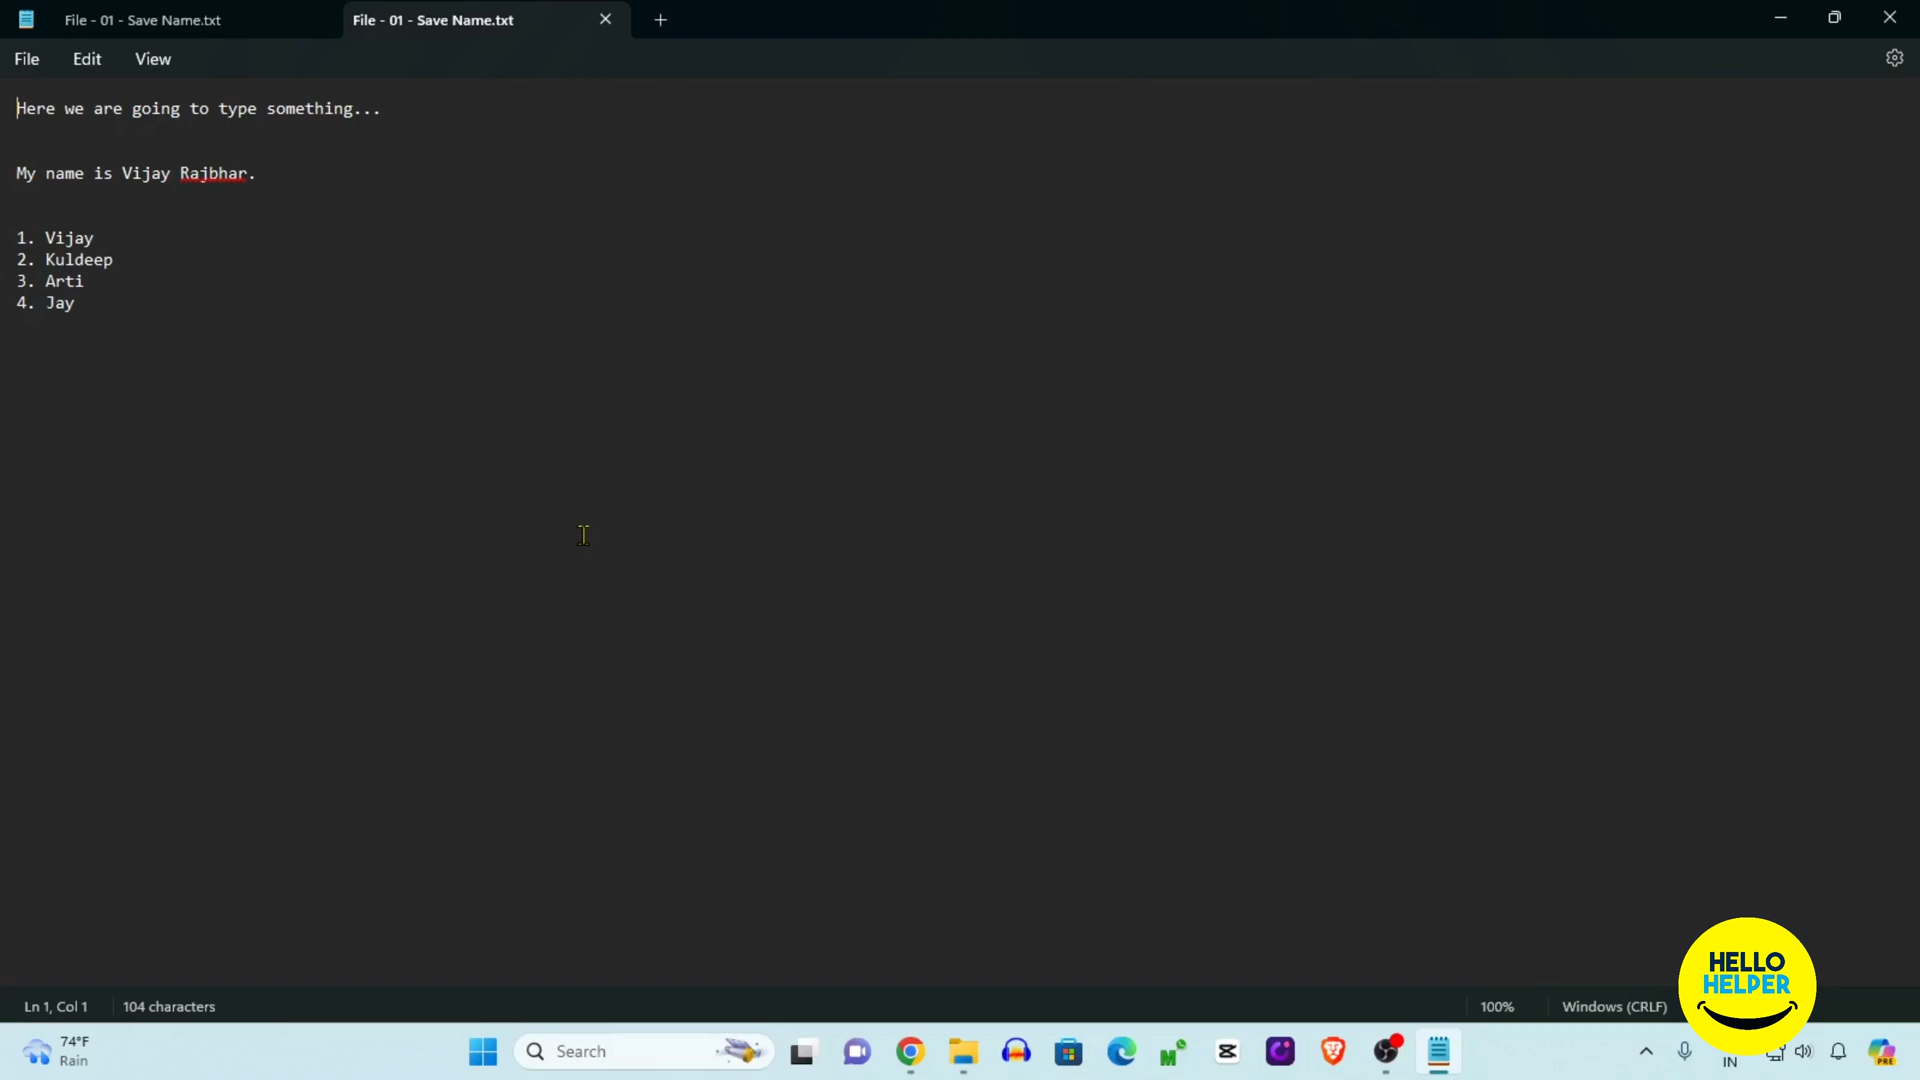 File - 01 - Save Name.txt
File - 01 - Save Name.txt
File Edit View
Here we are going to type something...
My name is Vijay Rajbhar.
1. Vijay
2. Kuldeep
3. Arti
4. Jay
Ln 1, Col 1 104 characters 100% Windows (CRLF)
HELLO
HELPER
74°F
Rain
Search
M
IN
PRE